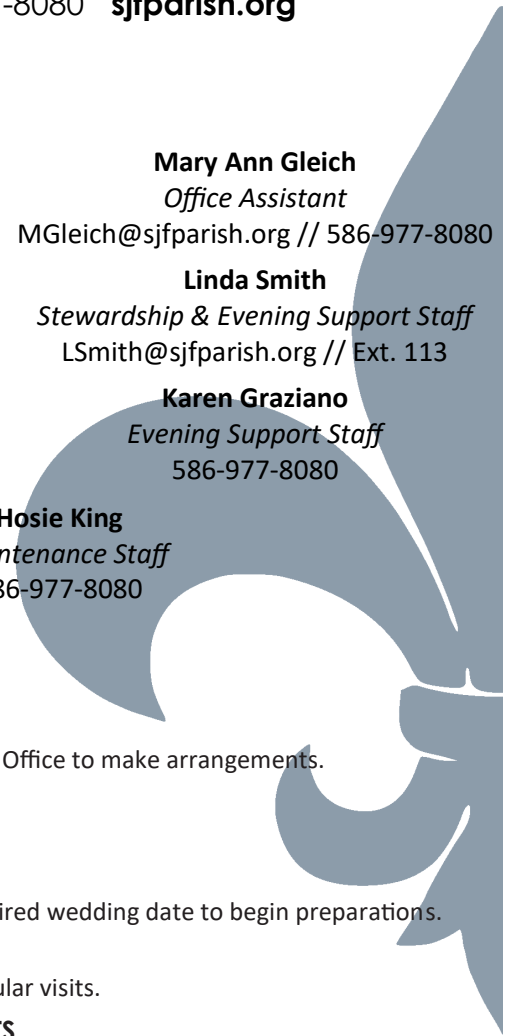 -8080 sjfparish.org
Mary Ann Gleich
Office Assistant
MGleich@sjfparish.org // 586-977-8080
Linda Smith
Stewardship & Evening Support Staff
LSmith@sjfparish.org // Ext. 113
Karen Graziano
Evening Support Staff
586-977-8080
Hosie King
ntenance Staff
86-977-8080
Office to make arrangements.
ired wedding date to begin preparations.
ular visits.